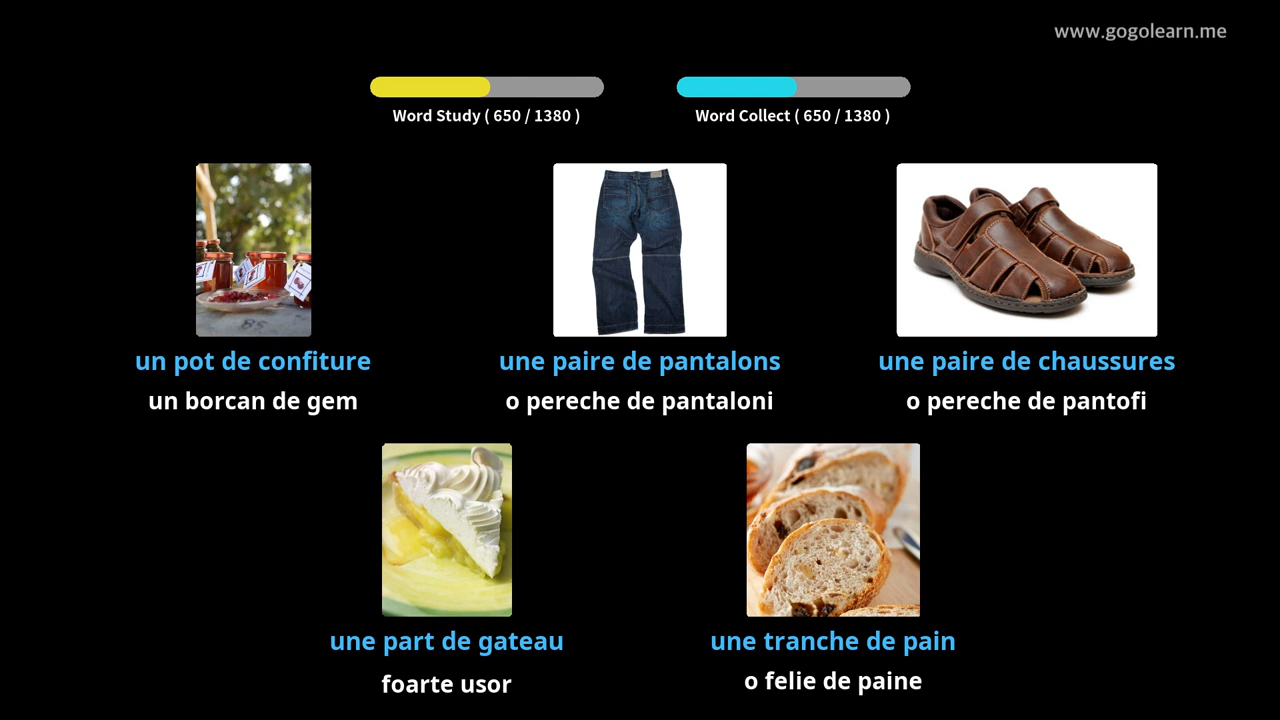 www.gogolearn.me
Word Study ( 650 / 1380 )
Word Collect ( 650 / 1380 )
un pot de confiture
une paire de pantalons
une paire de chaussures
un borcan de gem
o pereche de pantaloni
o pereche de pantofi
une part de gateau
une tranche de pain
foarte usor
o felie de paine